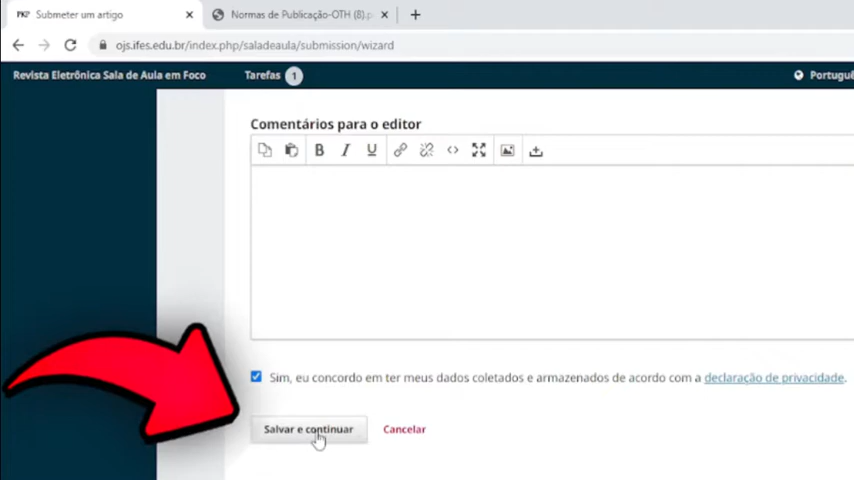 PKP Submeter um artigo
Normas de Publicação-OTH (8).p
ojs.ifes.edu.br/index.php/saladeaula/submission/wizard
Revista Eletrônica Sala de Aula em Foco Tarefas 1 Portuguê
Comentários para o editor
B I U
Sim, eu concordo em ter meus dados coletados e armazenados de acordo com a declaração de privacidade.
Salvar e continuar Cancelar